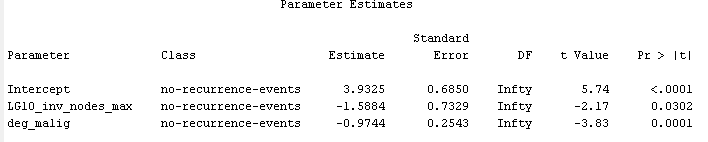 Parameter Estimates
Standard
Parameter Class Estimate Error DF t Value Pr > |t|
Intercept no-recurrence-events 3.9325 0.6850 Infty 5.74 <.0001
LG10_inv_nodes_max no-recurrence-events -1.5884 0.7329 Infty -2.17 0.0302
deg_malig no-recurrence-events -0.9744 0.2543 Infty -3.83 0.0001